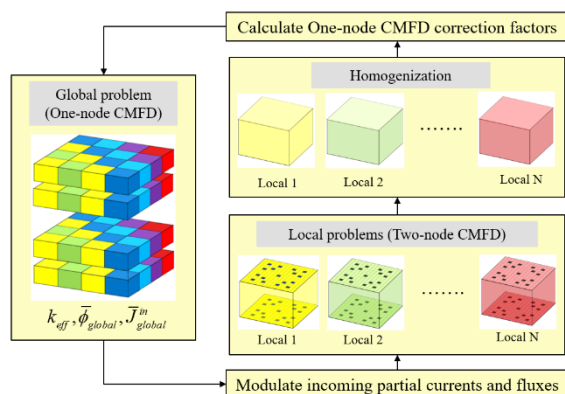 Calculate One-node CMFD correction factors
Global problem
(One-node CMFD)
k_eff, ϕ̅_global, J̅^in_global
Homogenization
Local 1 Local 2 ........ Local N
Local problems (Two-node CMFD)
Local 1 Local 2 ........ Local N
Modulate incoming partial currents and fluxes